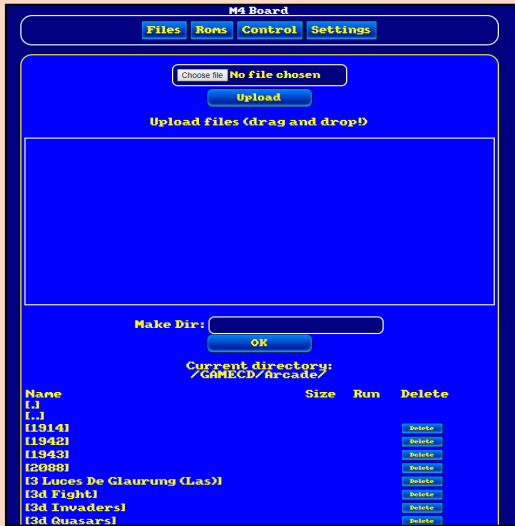 M4 Board
Files Roms Control Settings
Choose file No file chosen
Upload
Upload files (drag and drop!)
Make Dir:
OK
Current directory:
/GAMECD/Arcade/
Name Size Run Delete
[.]
[..]
[1914] Delete
[1942] Delete
[1943] Delete
[2088] Delete
[3 Luces De Glaurung (Las)] Delete
[3d Fight] Delete
[3d Invaders] Delete
[3d Quasars] Delete